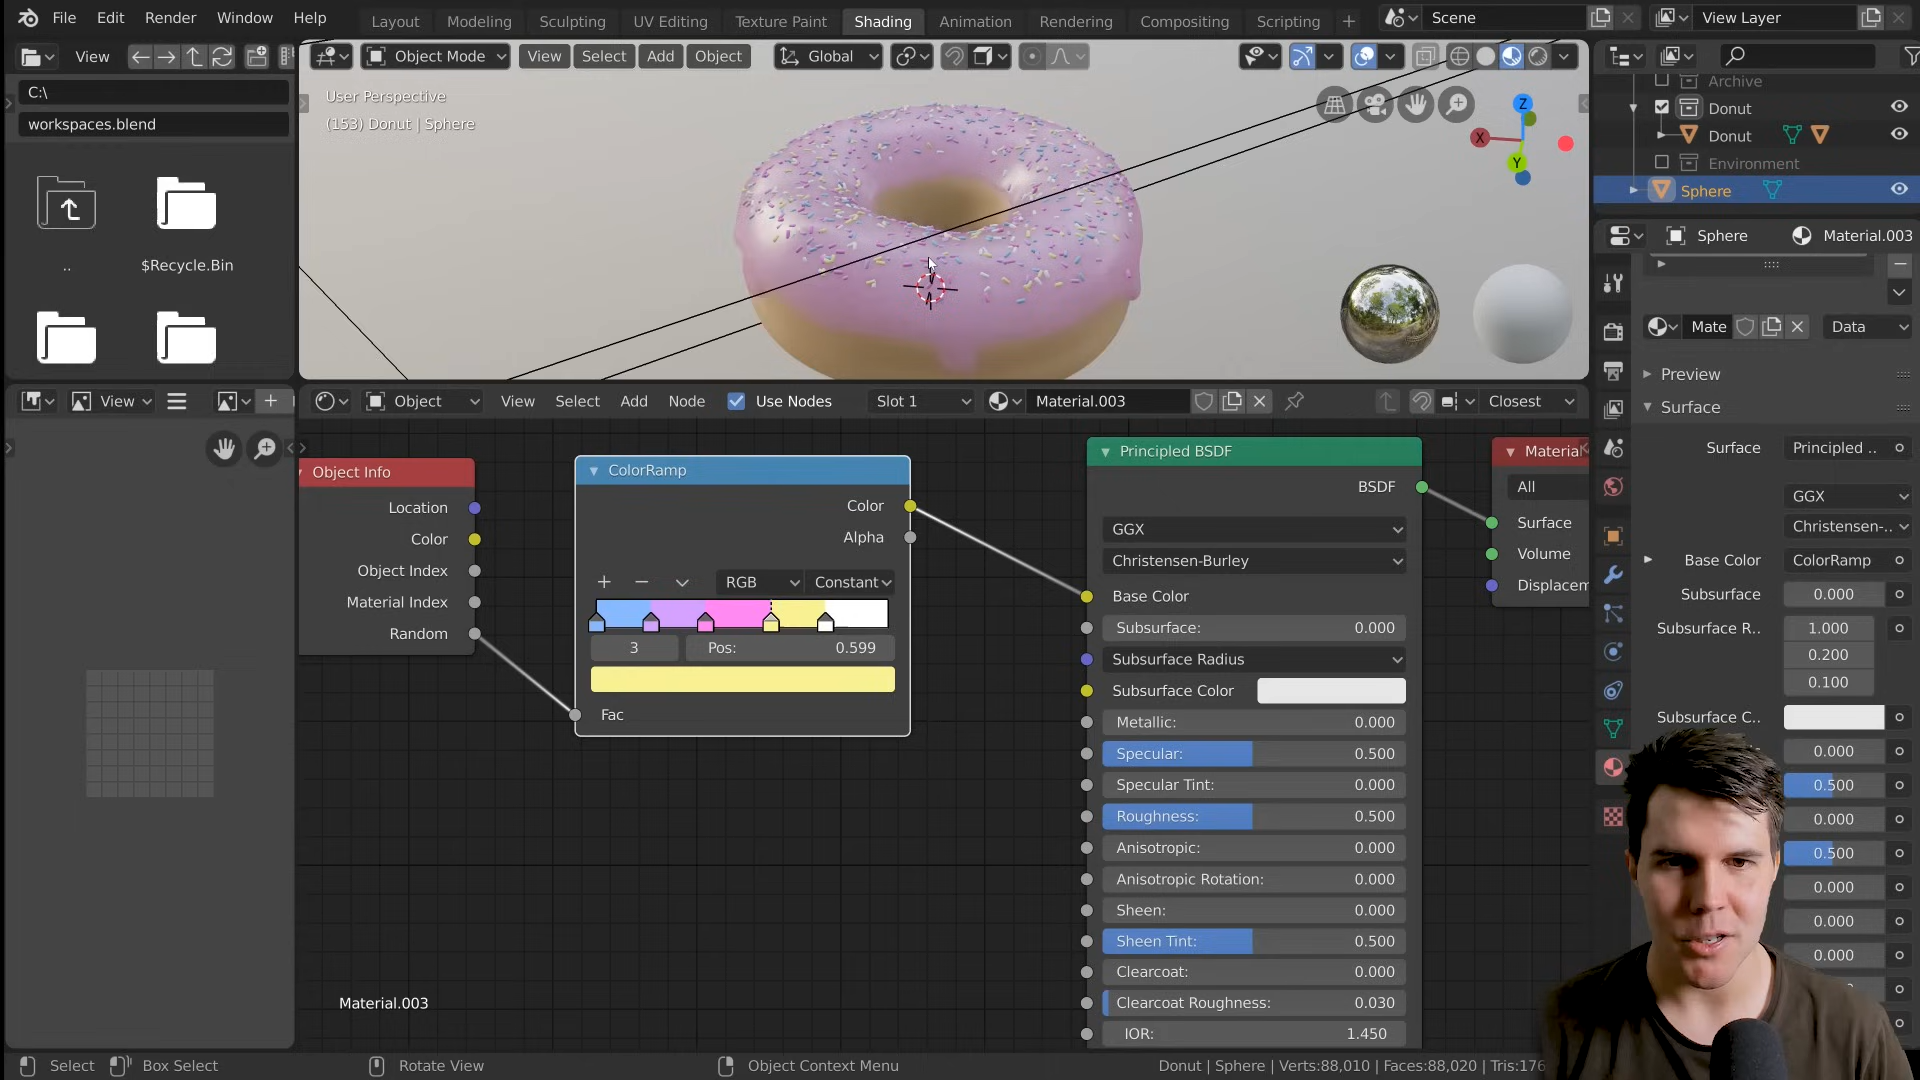 File Edit Render Window Help
Layout Modeling Sculpting UV Editing Texture Paint Shading Animation Rendering Compositing Scripting
Scene View Layer
View
C:\
workspaces.blend
..
$Recycle.Bin
Object Mode View Select Add Object Global
User Perspective
(153) Donut | Sphere
Z
X
Y
Archive
Donut
Donut
Environment
Sphere
Sphere Material.003
Mate Data
Preview
Surface
Surface Principled ..
GGX
Christensen-..
Base Color ColorRamp
Subsurface 0.000
Subsurface R.. 1.000
0.200
0.100
Subsurface C..
0.000
0.500
0.000
0.500
0.000
0.000
0.000
View
Object View Select Add Node Use Nodes Slot 1 Material.003 Closest
Object Info
Location
Color
Object Index
Material Index
Random
ColorRamp
Color
Alpha
RGB Constant
3 Pos: 0.599
Fac
Principled BSDF
BSDF
GGX
Christensen-Burley
Base Color
Subsurface: 0.000
Subsurface Radius
Subsurface Color
Metallic: 0.000
Specular: 0.500
Specular Tint: 0.000
Roughness: 0.500
Anisotropic: 0.000
Anisotropic Rotation: 0.000
Sheen: 0.000
Sheen Tint: 0.500
Clearcoat: 0.000
Clearcoat Roughness: 0.030
IOR: 1.450
Material
All
Surface
Volume
Displacem
Material.003
Select Box Select Rotate View Object Context Menu Donut | Sphere | Verts:88,010 | Faces:88,020 | Tris:176